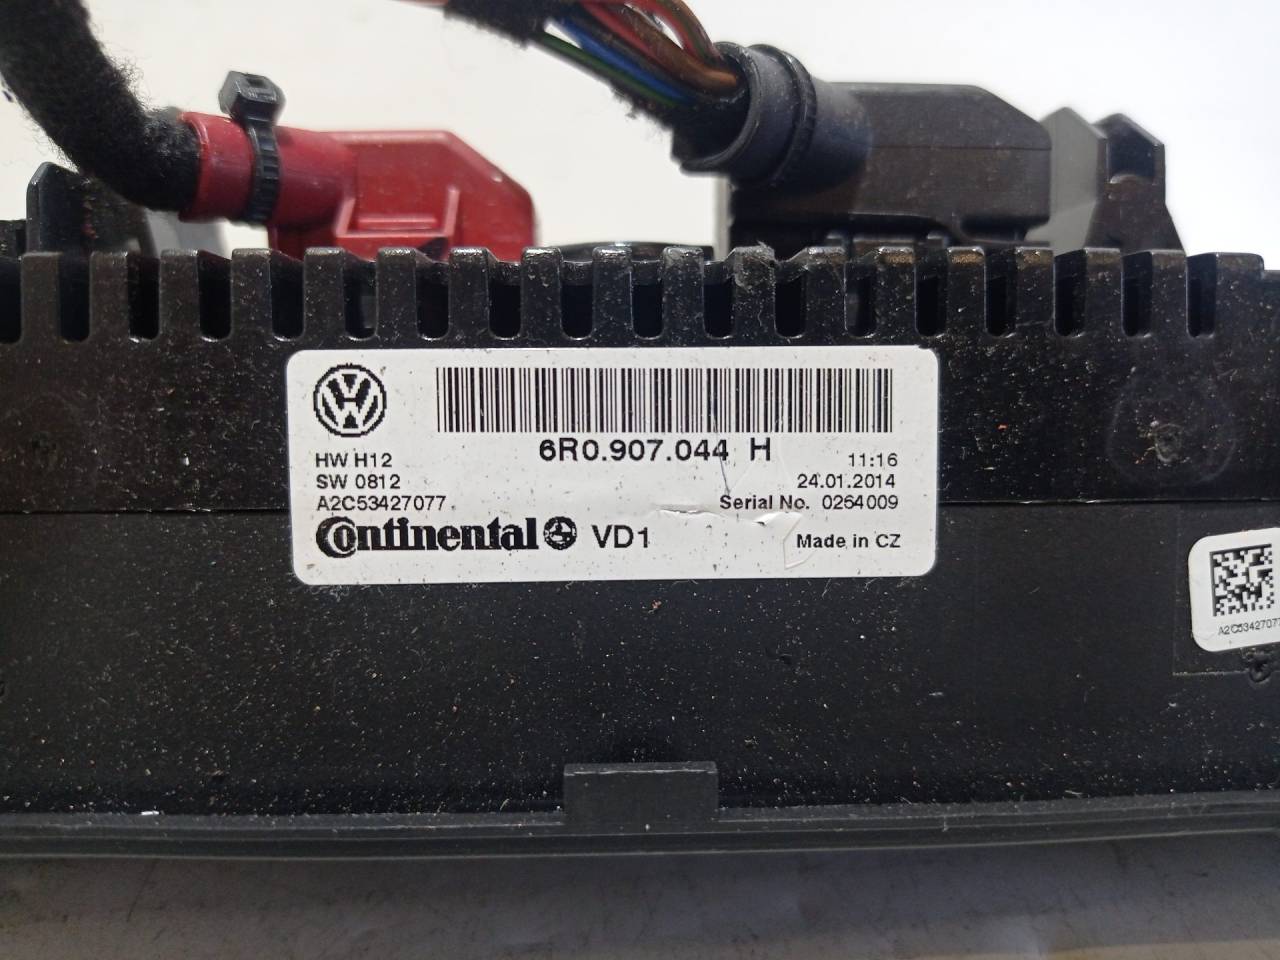 6R0.907.044 H
HW H12
11:16
SW 0812
24.01.2014
A2C53427077
Serial No. 0264009
Continental VD1
Made in CZ
A2C53427077